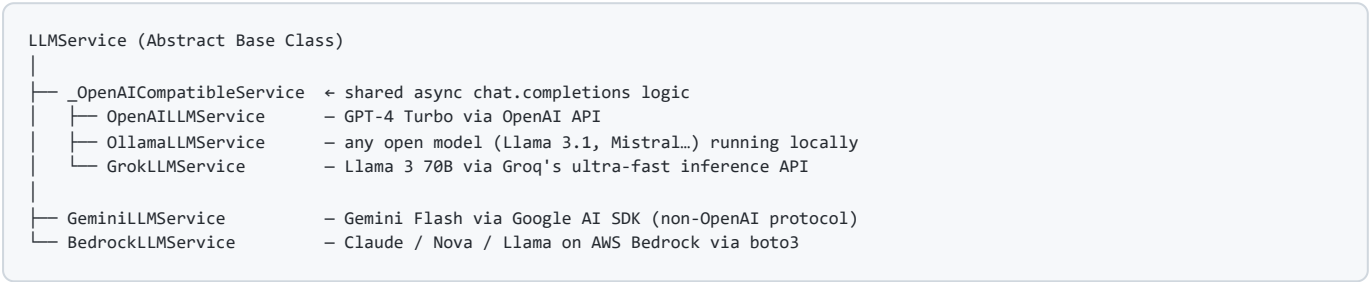 LLMService (Abstract Base Class)
│
├── _OpenAICompatibleService ← shared async chat.completions logic
│   ├── OpenAILLMService — GPT-4 Turbo via OpenAI API
│   ├── OllamaLLMService — any open model (Llama 3.1, Mistral…) running locally
│   └── GrokLLMService — Llama 3 70B via Groq's ultra-fast inference API
│
├── GeminiLLMService — Gemini Flash via Google AI SDK (non-OpenAI protocol)
└── BedrockLLMService — Claude / Nova / Llama on AWS Bedrock via boto3